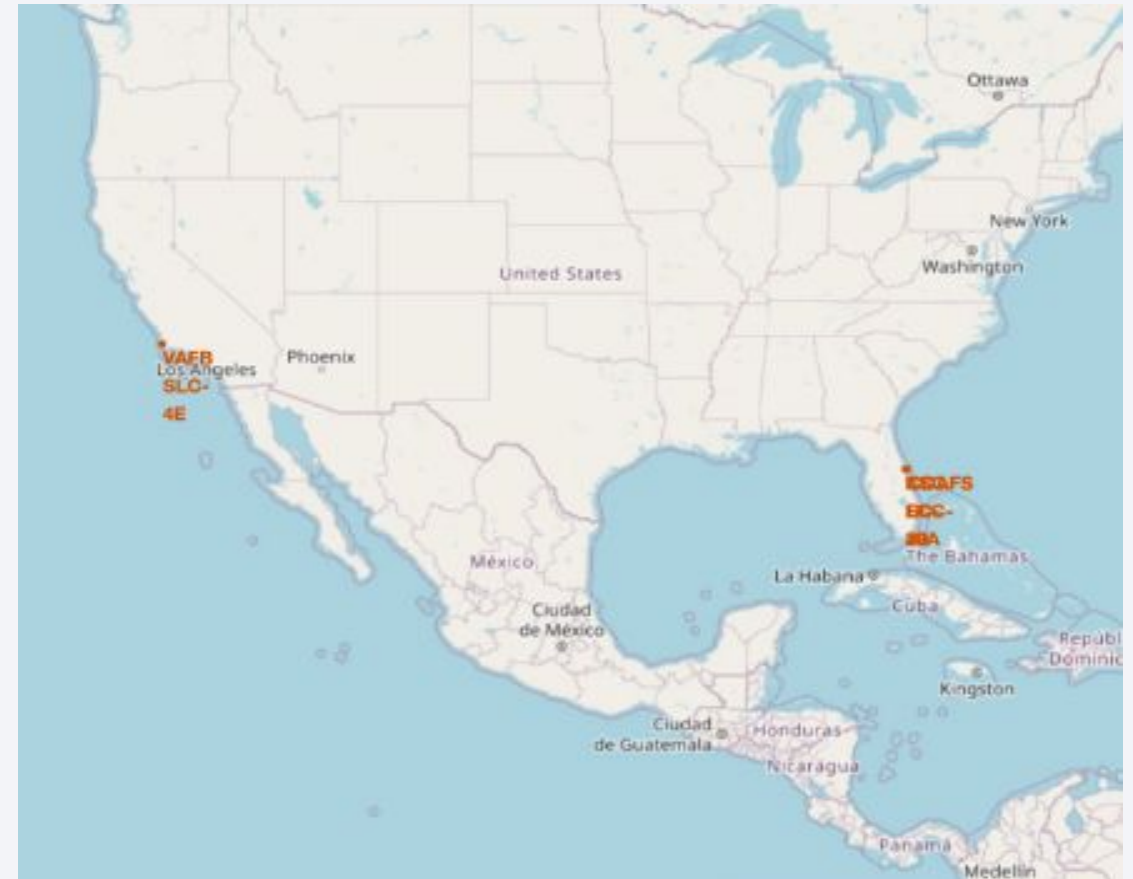 Ottawa
New York
Washington
United States
VAFB
Los Angeles
SLC-
4E
Phoenix
México
Ciudad
de México
The Bahamas
La Habana
Cuba
Kingston
Ciudad
de Guatemala
Honduras
Nicaragua
Panamá
Medellín